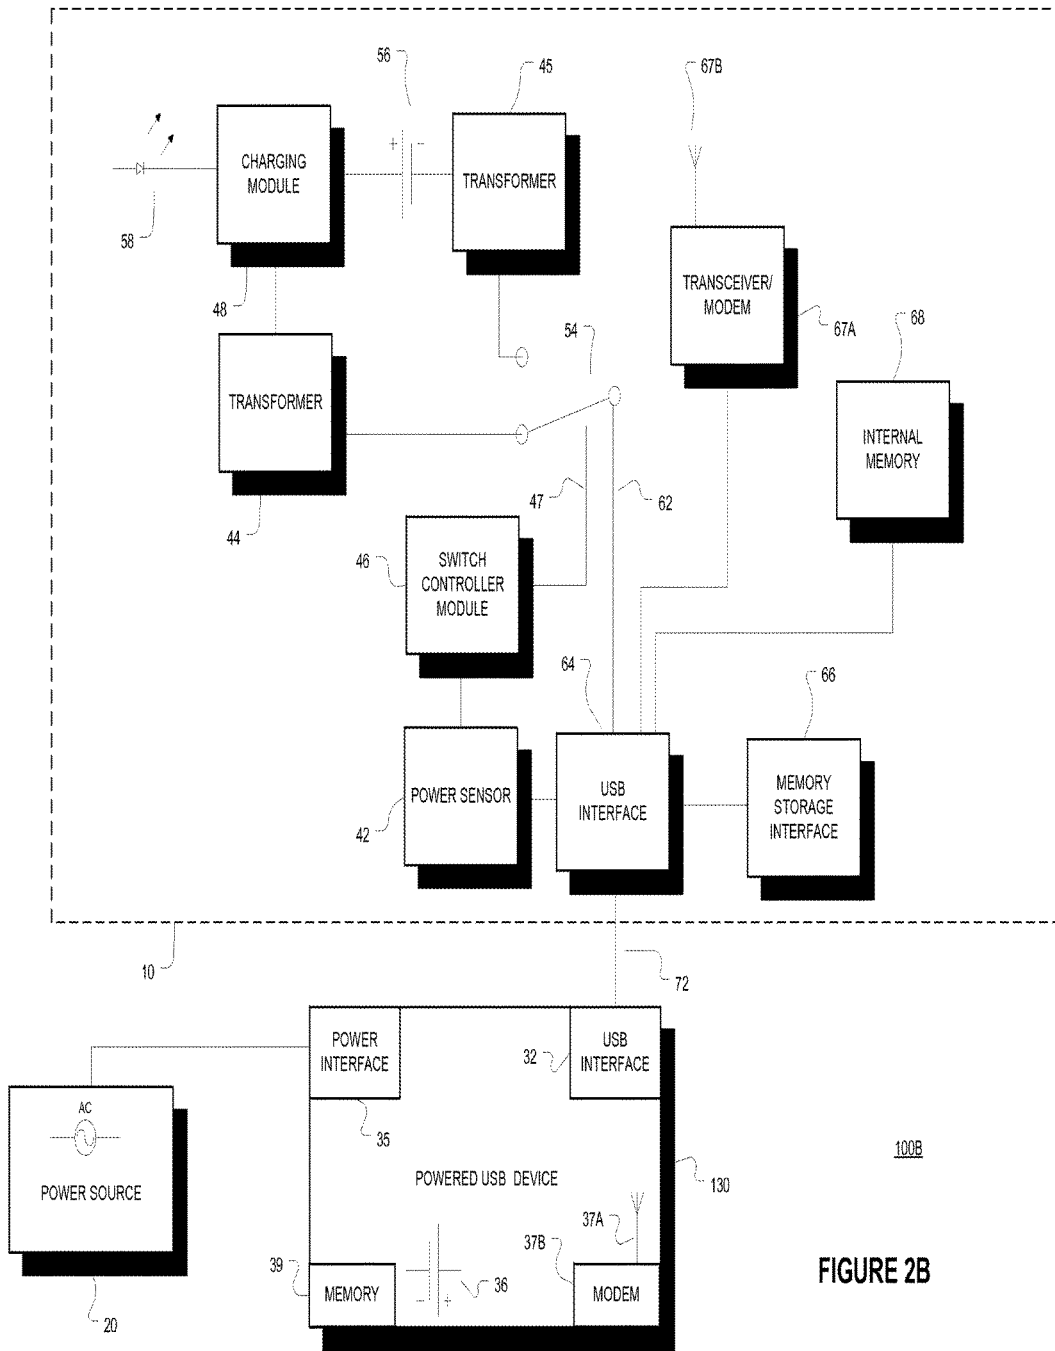 56
45
67B
CHARGING
MODULE
+
-
TRANSFORMER
58
TRANSCEIVER/
MODEM
48
54
67A
68
TRANSFORMER
INTERNAL
MEMORY
47
62
44
46
SWITCH
CONTROLLER
MODULE
64
66
POWER SENSOR
USB
INTERFACE
MEMORY
STORAGE
INTERFACE
42
10
72
POWER
INTERFACE
32
USB
INTERFACE
AC
35
100B
POWER SOURCE
POWERED USB DEVICE
130
37A
37B
39
MEMORY
-
+
36
MODEM
FIGURE 2B
20